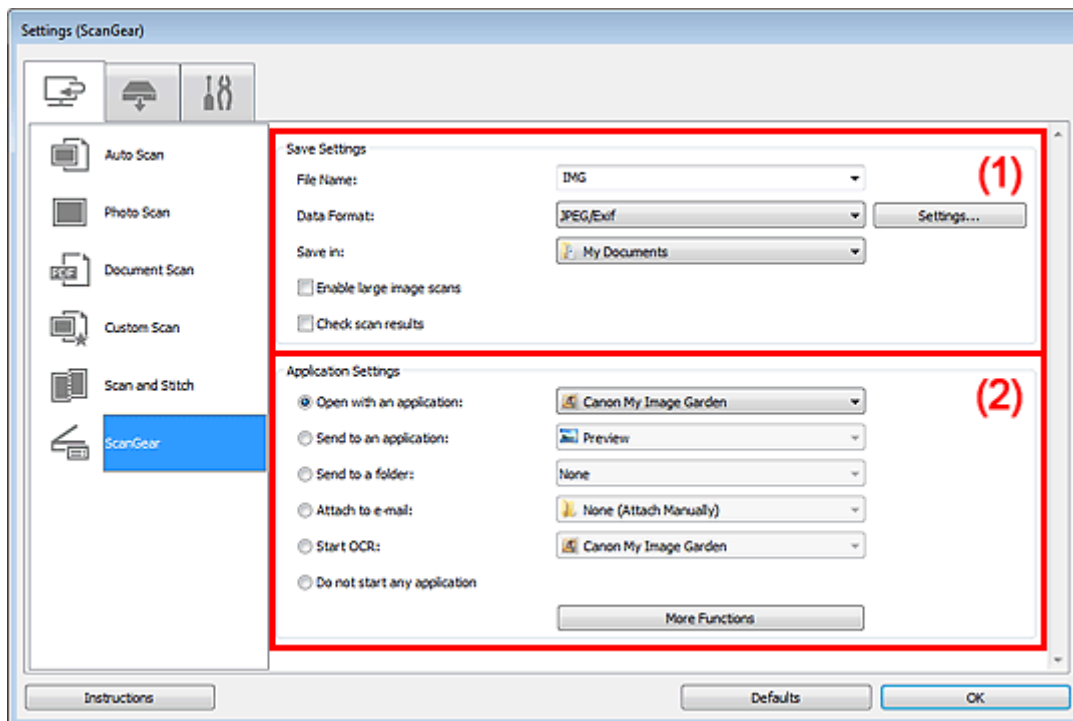 Settings (ScanGear)
Auto Scan
Photo Scan
PDF
Document Scan
Custom Scan
Scan and Stitch
ScanGear
Save Settings
(1)
File Name: IMG
Data Format: JPEG/Exif Settings...
Save in: My Documents
Enable large image scans
Check scan results
Application Settings
(2)
Open with an application: Canon My Image Garden
Send to an application: Preview
Send to a folder: None
Attach to e-mail: None (Attach Manually)
Start OCR: Canon My Image Garden
Do not start any application
More Functions
Instructions Defaults OK